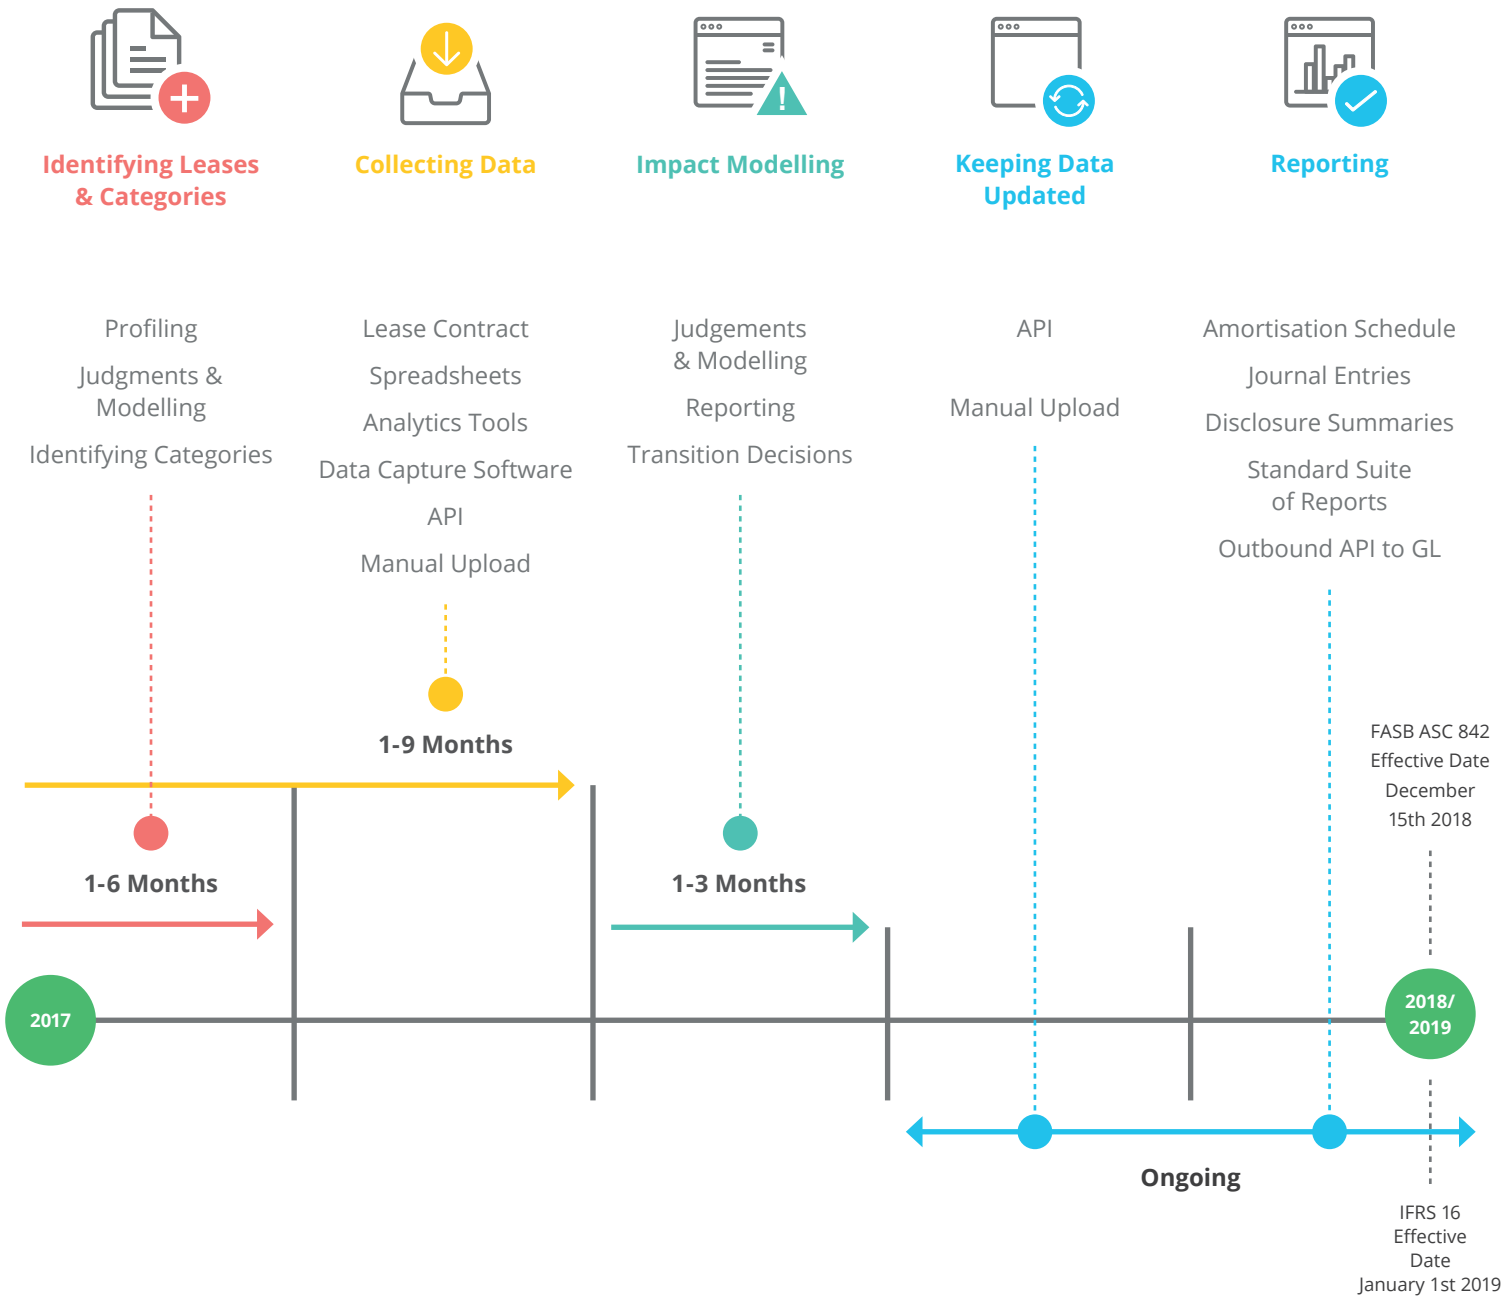 Identifying Leases
& Categories
Collecting Data
Impact Modelling
Keeping Data
Updated
Reporting
Profiling
Judgments &
Modelling
Identifying Categories
Lease Contract
Spreadsheets
Analytics Tools
Data Capture Software
API
Manual Upload
Judgements
& Modelling
Reporting
Transition Decisions
API
Manual Upload
Amortisation Schedule
Journal Entries
Disclosure Summaries
Standard Suite
of Reports
Outbound API to GL
1-9 Months
1-6 Months
1-3 Months
FASB ASC 842
Effective Date
December
15th 2018
2017
2018/
2019
Ongoing
IFRS 16
Effective
Date
January 1st 2019